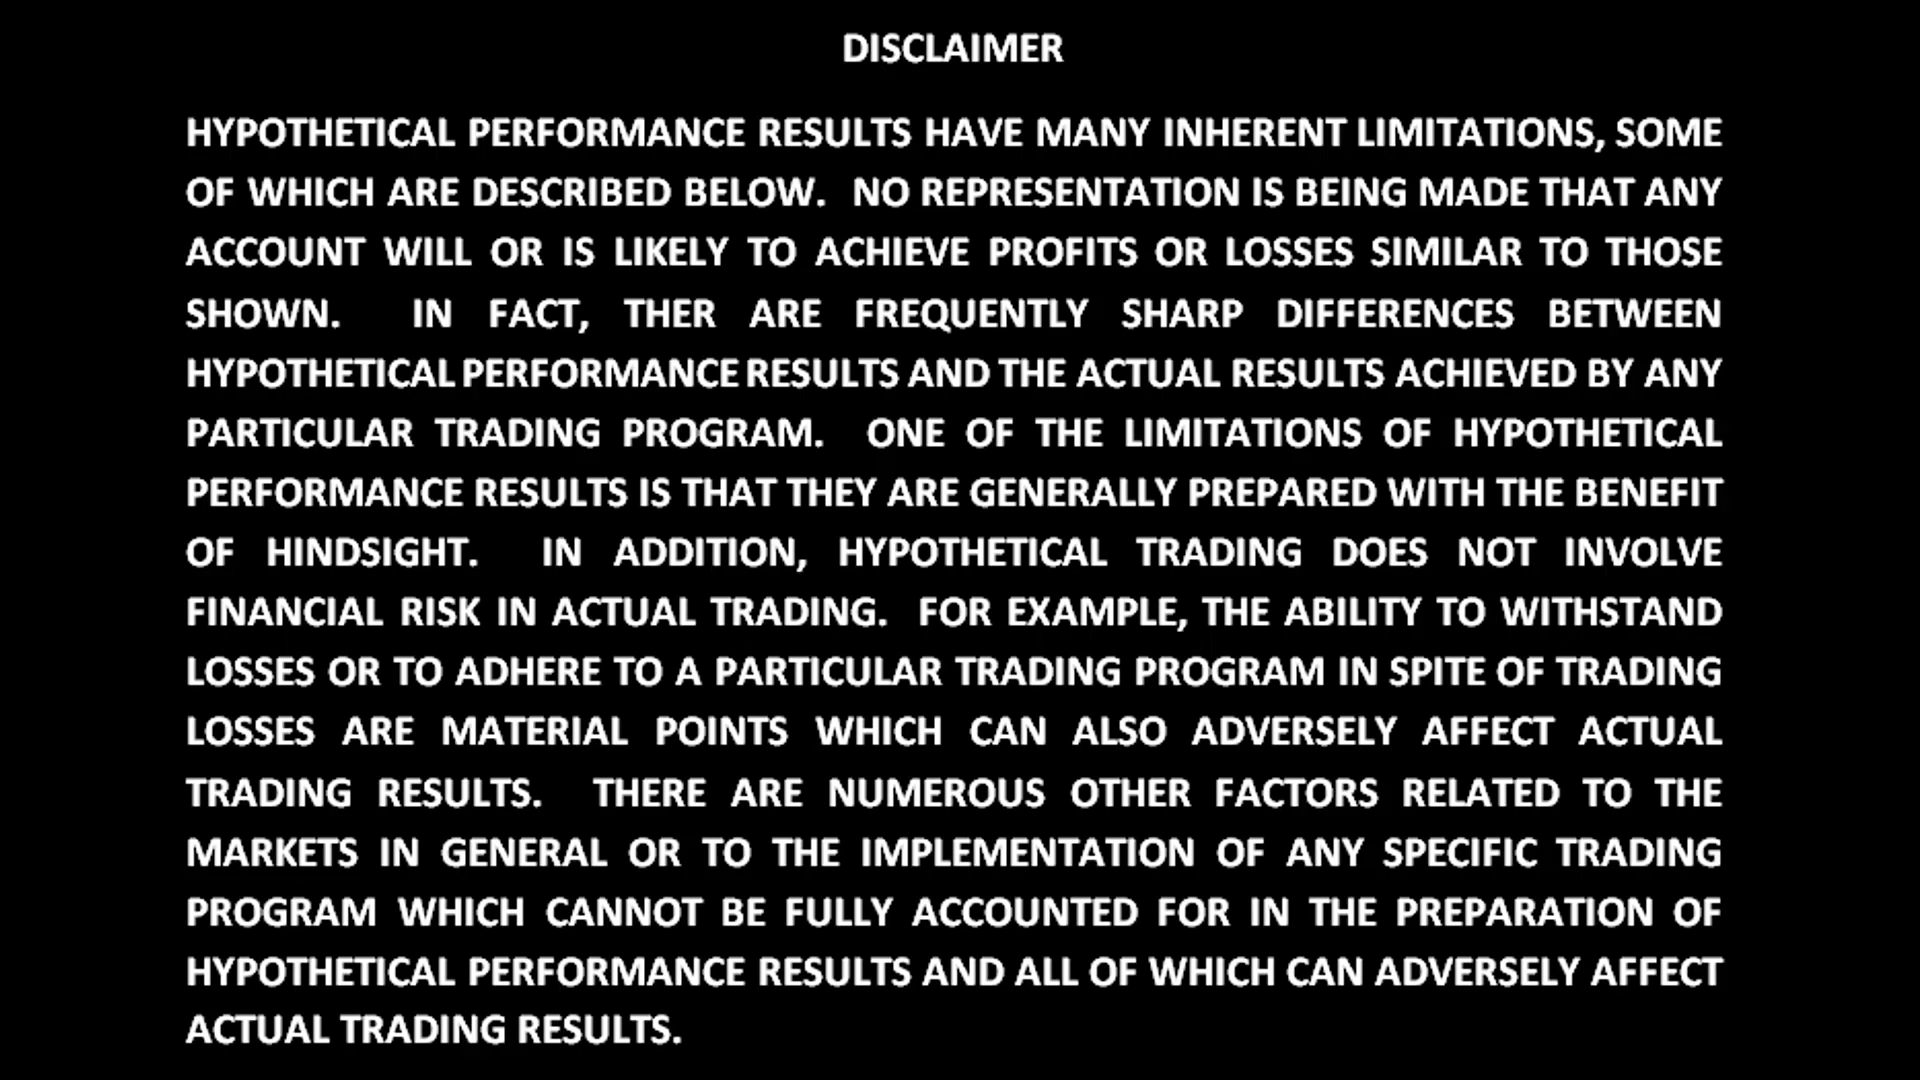 DISCLAIMER
HYPOTHETICAL PERFORMANCE RESULTS HAVE MANY INHERENT LIMITATIONS, SOME
OF WHICH ARE DESCRIBED BELOW. NO REPRESENTATION IS BEING MADE THAT ANY
ACCOUNT WILL OR IS LIKELY TO ACHIEVE PROFITS OR LOSSES SIMILAR TO THOSE
SHOWN. IN FACT, THER ARE FREQUENTLY SHARP DIFFERENCES BETWEEN
HYPOTHETICAL PERFORMANCE RESULTS AND THE ACTUAL RESULTS ACHIEVED BY ANY
PARTICULAR TRADING PROGRAM. ONE OF THE LIMITATIONS OF HYPOTHETICAL
PERFORMANCE RESULTS IS THAT THEY ARE GENERALLY PREPARED WITH THE BENEFIT
OF HINDSIGHT. IN ADDITION, HYPOTHETICAL TRADING DOES NOT INVOLVE
FINANCIAL RISK IN ACTUAL TRADING. FOR EXAMPLE, THE ABILITY TO WITHSTAND
LOSSES OR TO ADHERE TO A PARTICULAR TRADING PROGRAM IN SPITE OF TRADING
LOSSES ARE MATERIAL POINTS WHICH CAN ALSO ADVERSELY AFFECT ACTUAL
TRADING RESULTS. THERE ARE NUMEROUS OTHER FACTORS RELATED TO THE
MARKETS IN GENERAL OR TO THE IMPLEMENTATION OF ANY SPECIFIC TRADING
PROGRAM WHICH CANNOT BE FULLY ACCOUNTED FOR IN THE PREPARATION OF
HYPOTHETICAL PERFORMANCE RESULTS AND ALL OF WHICH CAN ADVERSELY AFFECT
ACTUAL TRADING RESULTS.